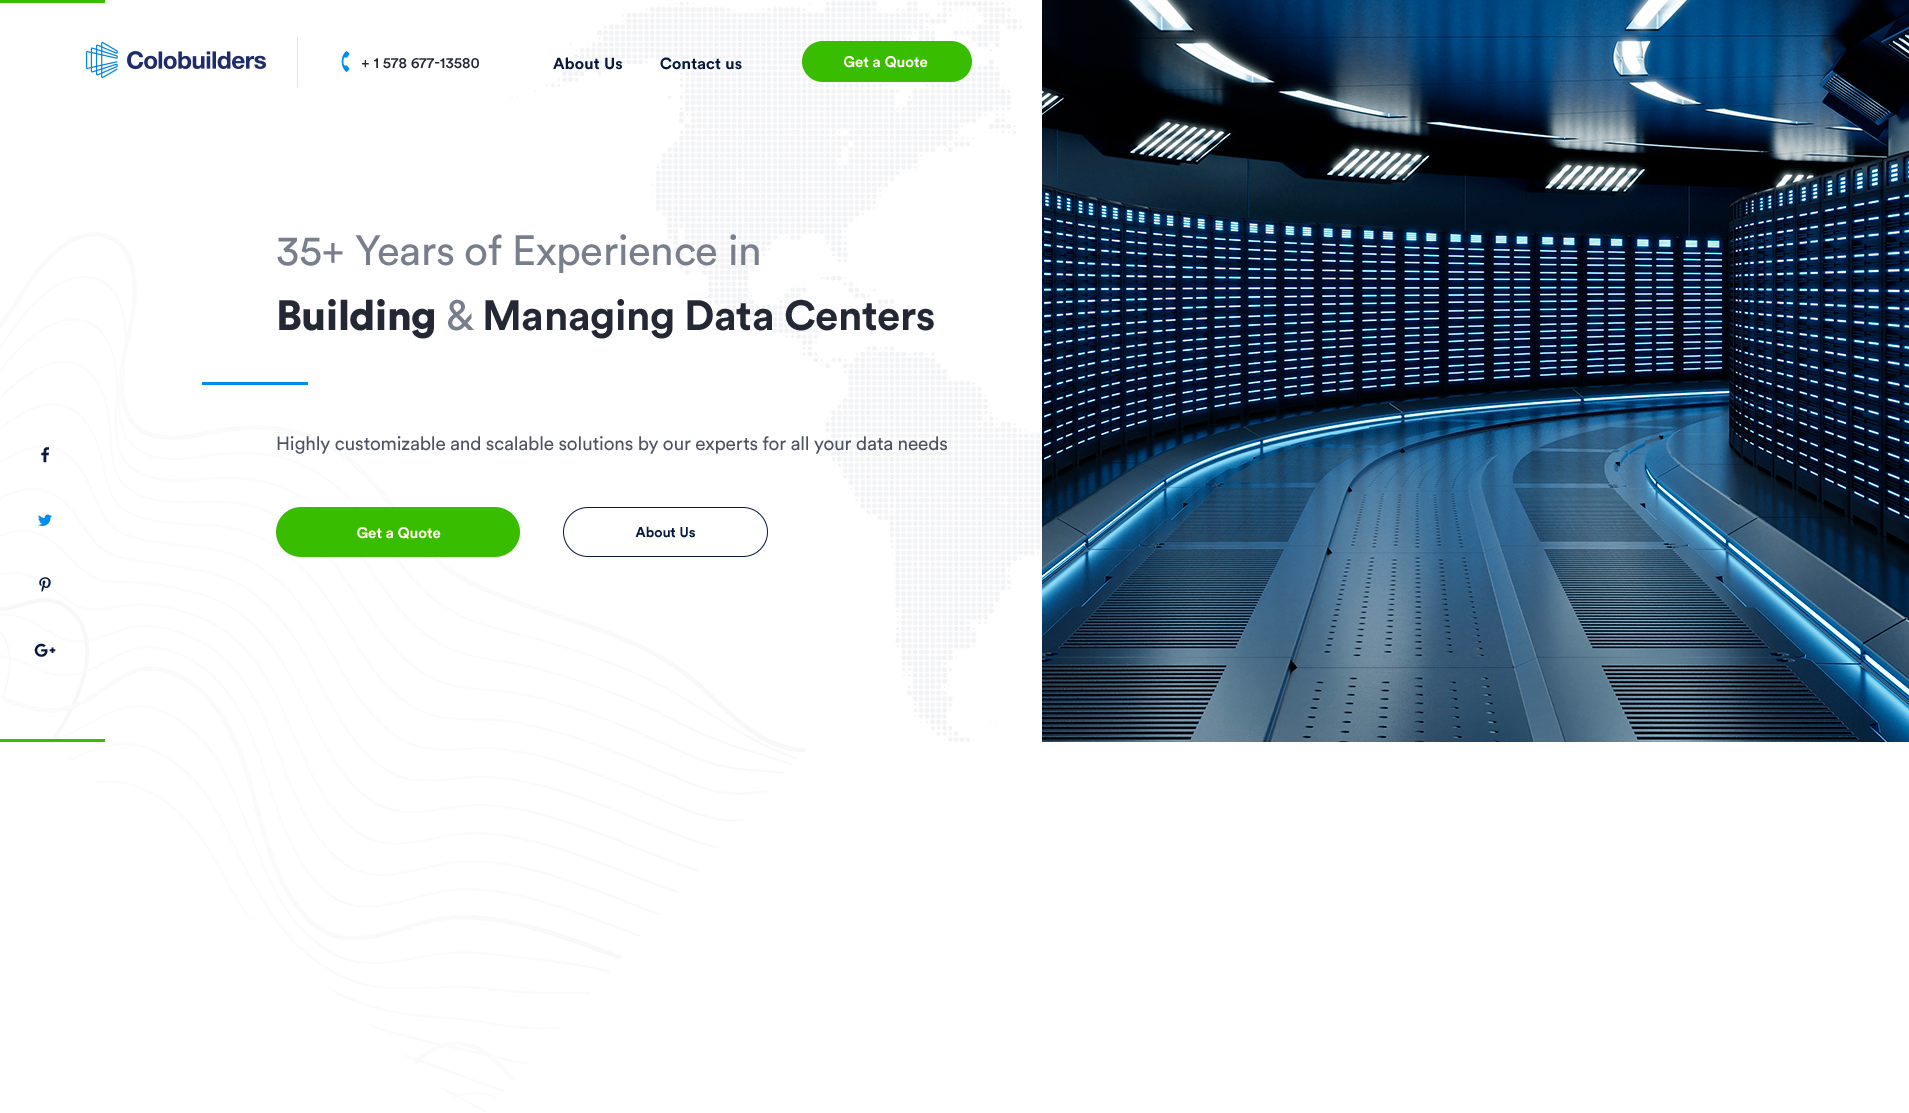 Colobuilders
+ 1 578 677-13580
About Us
Contact us
Get a Quote
35+ Years of Experience in
Building & Managing Data Centers
Highly customizable and scalable solutions by our experts for all your data needs
Get a Quote
About Us